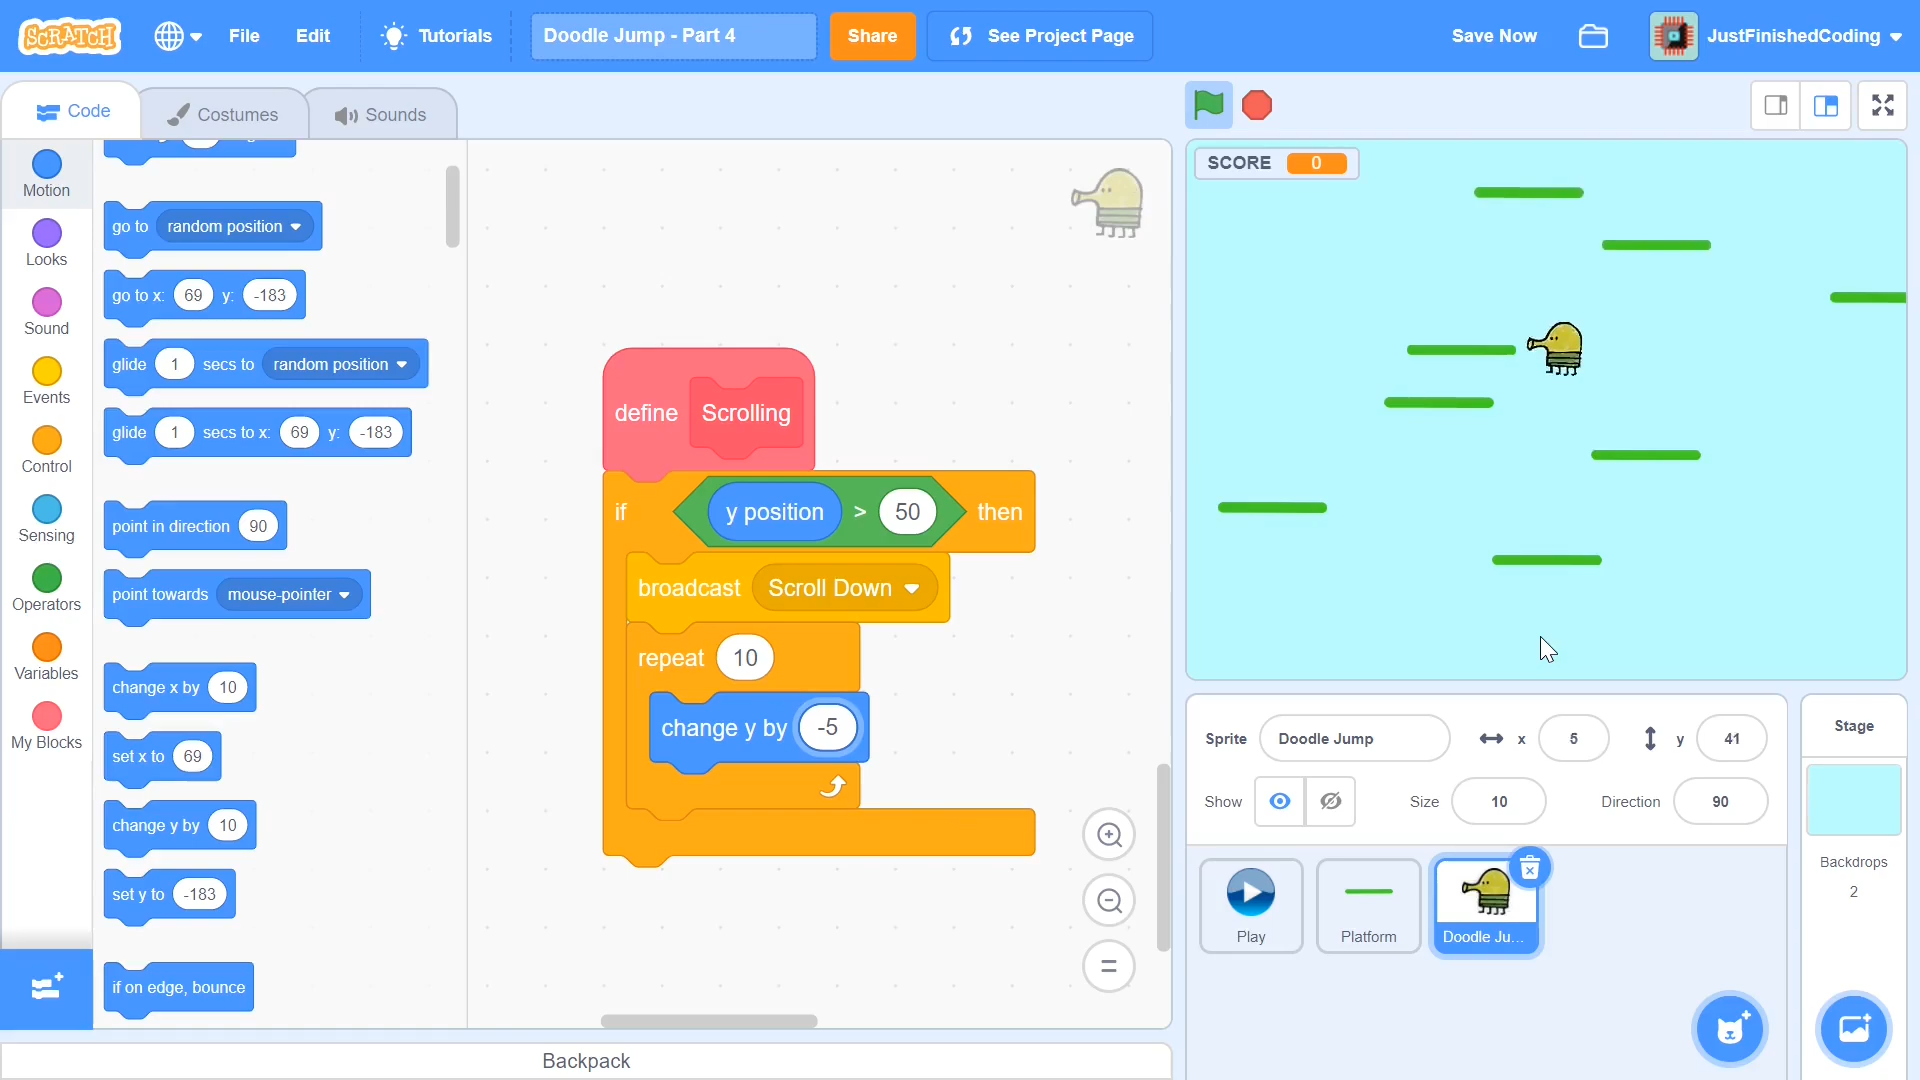 SCRATCH File Edit Tutorials Doodle Jump - Part 4 Share See Project Page Save Now JustFinishedCoding
Code Costumes Sounds
Motion
Looks
Sound
Events
Control
Sensing
Operators
Variables
My Blocks
go to random position
go to x: 69 y: -183
glide 1 secs to random position
glide 1 secs to x: 69 y: -183
point in direction 90
point towards mouse-pointer
change x by 10
set x to 69
change y by 10
set y to -183
if on edge, bounce
define Scrolling
if y position > 50 then
broadcast Scroll Down
repeat 10
change y by -5
Backpack
SCORE 0
Sprite Doodle Jump x 5 y 41
Show Size 10 Direction 90
Play
Platform
Doodle Ju...
Stage
Backdrops
2